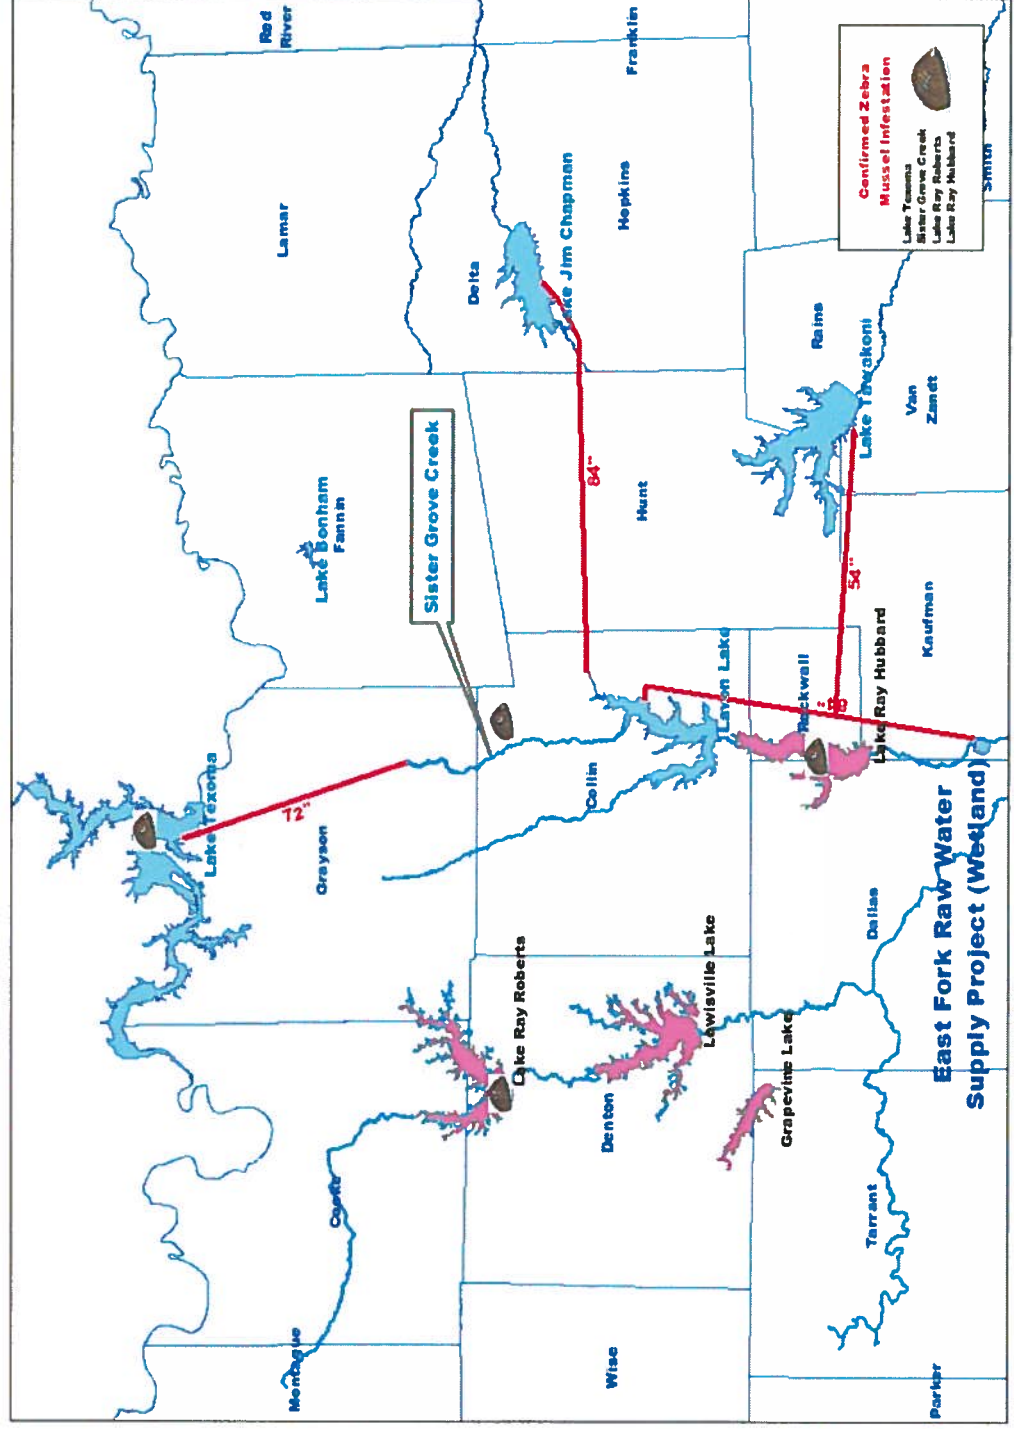 Red
River
Lake Texoma
Lamar
Montague
72"
Grayson
Lake Bonham
Fannin
Cooke
Sister Grove Creek
Delta
Lake Ray Roberts
Lake Jim Chapman
Collin
84"
Denton
Wise
Hopkins
Franklin
Hunt
Lewisville Lake
Lavon Lake
Grapevine Lake
Rockwall
Rains
54"
Lake Tawakoni
Tarrant
Dallas
Lake Ray Hubbard
Van
Zandt
Kaufman
Parker
East Fork Raw Water
Supply Project (Wetland)
Smith
Confirmed Zebra
Mussel Infestation
Lake Texoma
Sister Grove Creek
Lake Ray Roberts
Lake Ray Hubbard